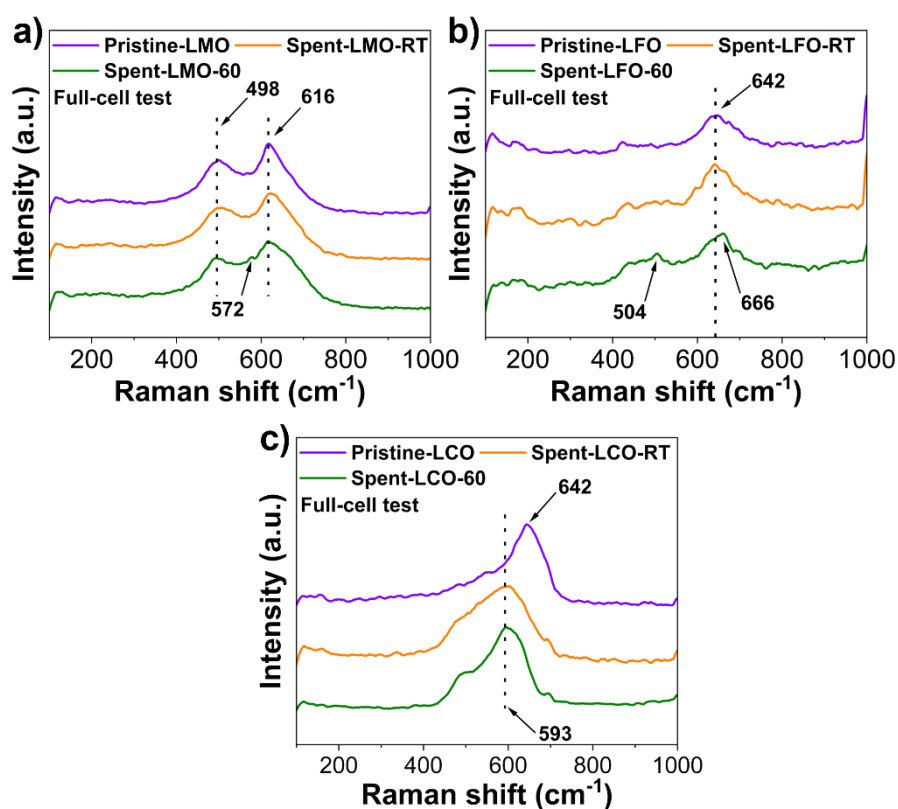 a)
Pristine-LMO Spent-LMO-RT
Spent-LMO-60
Full-cell test
498
616
572
Intensity (a.u.)
200 400 600 800 1000
Raman shift (cm-1)
b)
Pristine-LFO Spent-LFO-RT
Spent-LFO-60
Full-cell test
642
504
666
Intensity (a.u.)
200 400 600 800 1000
Raman shift (cm-1)
c)
Pristine-LCO Spent-LCO-RT
Spent-LCO-60
Full-cell test
642
593
Intensity (a.u.)
200 400 600 800 1000
Raman shift (cm-1)